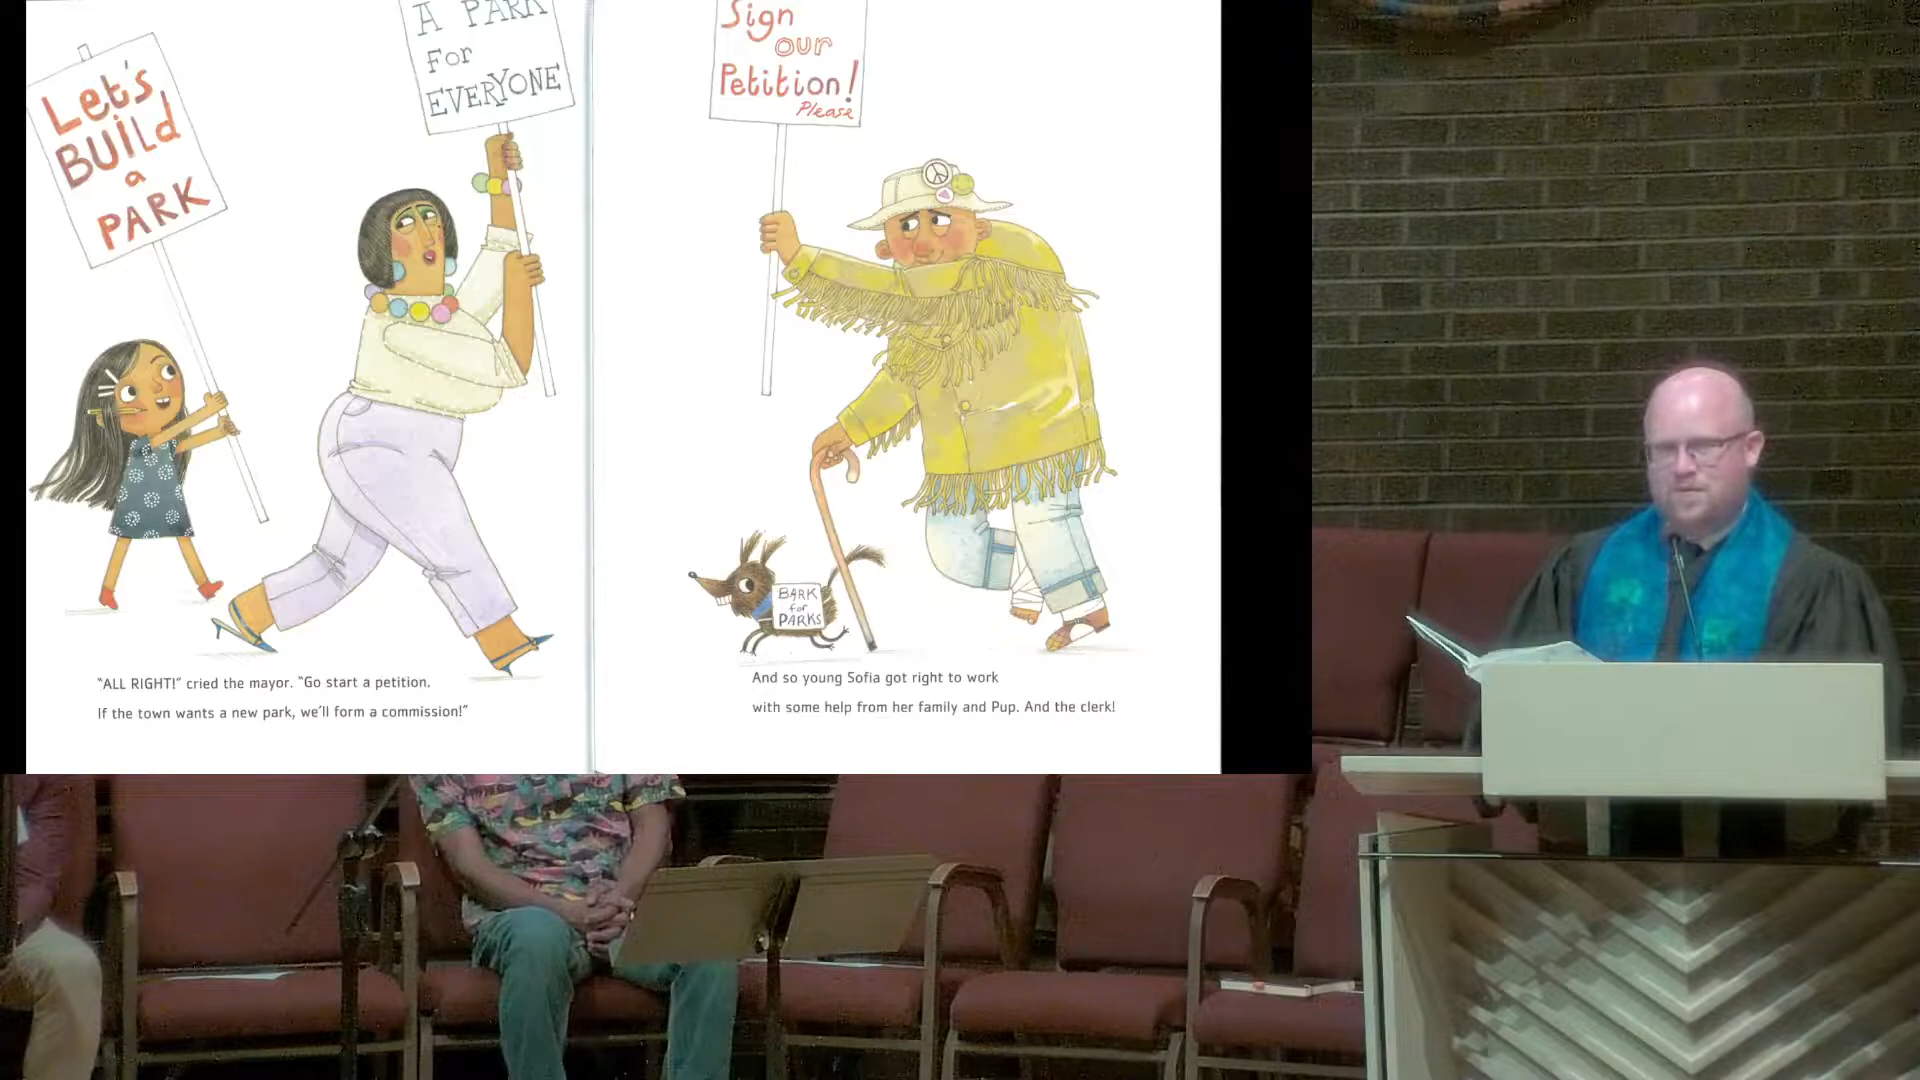 Let's
BUiLd
a
PARK
A PARK
For
EVERYONE
Sign
our
Petition!
Please
BARK
for
PARKS
"ALL RIGHT!" cried the mayor. "Go start a petition.
If the town wants a new park, we'll form a commission!"
And so young Sofia got right to work
with some help from her family and Pup. And the clerk!